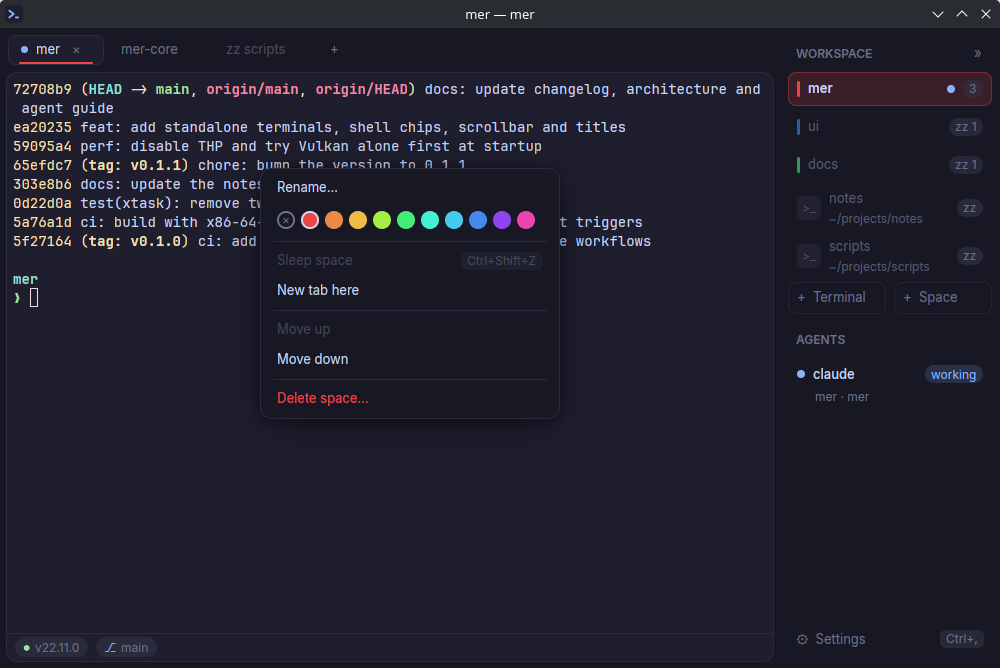 mer — mer
mer ×
mer-core
zz scripts
+
72708b9 (HEAD -> main, origin/main, origin/HEAD) docs: update changelog, architecture and
agent guide
ea20235 feat: add standalone terminals, shell chips, scrollbar and titles
59095a4 perf: disable THP and try Vulkan alone first at startup
65efdc7 (tag: v0.1.1) chore: bump the version to 0.1.1
303e8b6 docs: update the notes
0d22d0a test(xtask): remove tw
5a76a1d ci: build with x86-64- t triggers
5f27164 (tag: v0.1.0) ci: add e workflows
mer
❯
Rename...
Sleep space Ctrl+Shift+Z
New tab here
Move up
Move down
Delete space...
v22.11.0
main
WORKSPACE »
mer 3
ui zz 1
docs zz 1
>_ notes zz
~/projects/notes
>_ scripts zz
~/projects/scripts
+ Terminal
+ Space
AGENTS
claude working
mer · mer
Settings Ctrl+,